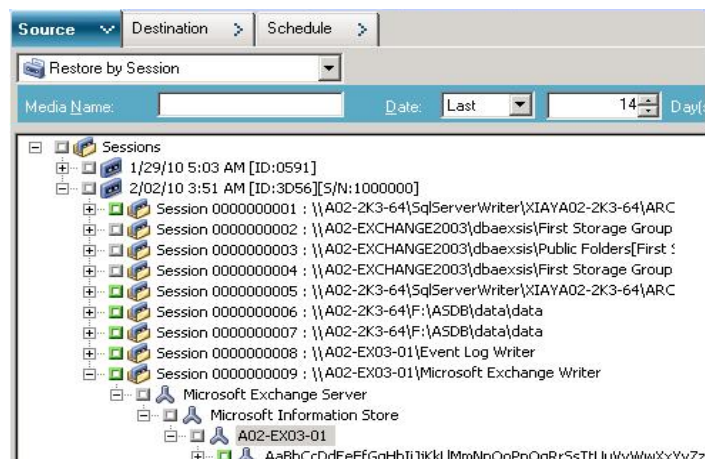 Source Destination Schedule
Restore by Session
Media Name: Date: Last 14 Day(s
Sessions
1/29/10 5:03 AM [ID:0591]
2/02/10 3:51 AM [ID:3D56][S/N:1000000]
Session 0000000001 : \\A02-2K3-64\SqlServerWriter\XIAYA02-2K3-64\ARC
Session 0000000002 : \\A02-EXCHANGE2003\dbaexsis\First Storage Group
Session 0000000003 : \\A02-EXCHANGE2003\dbaexsis\Public Folders[First S
Session 0000000004 : \\A02-EXCHANGE2003\dbaexsis\First Storage Group
Session 0000000005 : \\A02-2K3-64\SqlServerWriter\XIAYA02-2K3-64\ARC
Session 0000000006 : \\A02-2K3-64\F:\ASDB\data\data
Session 0000000007 : \\A02-2K3-64\F:\ASDB\data\data
Session 0000000008 : \\A02-EX03-01\Event Log Writer
Session 0000000009 : \\A02-EX03-01\Microsoft Exchange Writer
Microsoft Exchange Server
Microsoft Information Store
A02-EX03-01